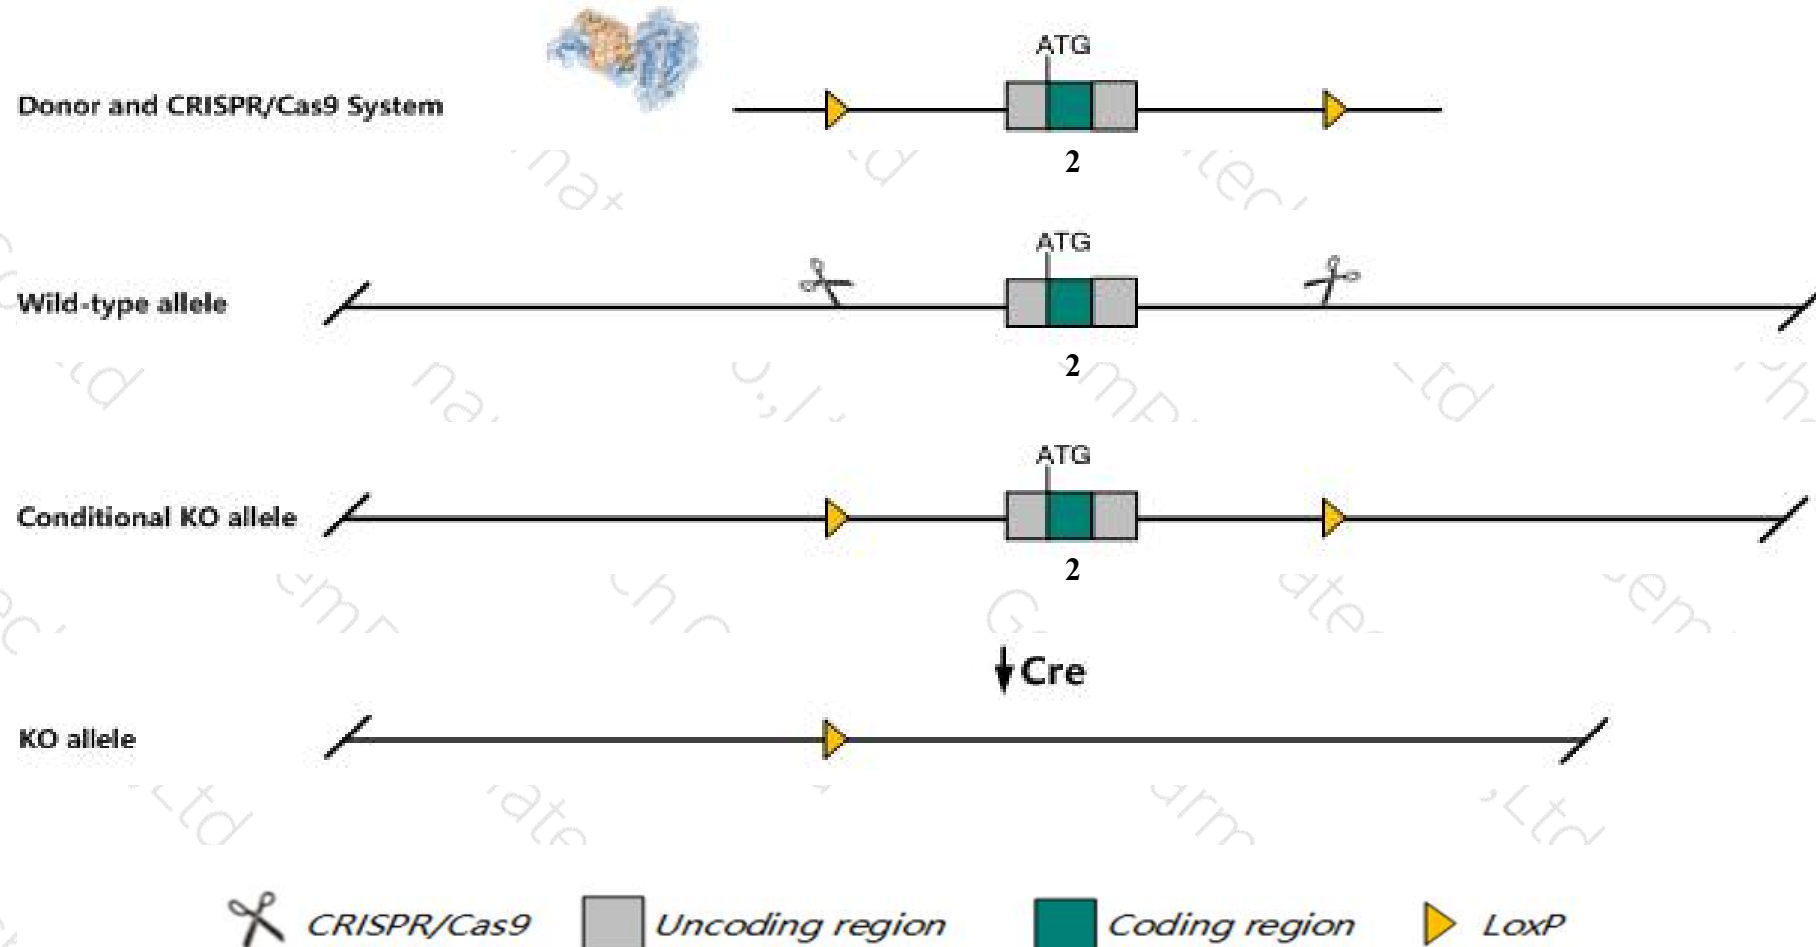 ATG
Donor and CRISPR/Cas9 System
2
ATG
Wild-type allele
2
ATG
Conditional KO allele
2
Cre
KO allele
CRISPR/Cas9 Uncoding region Coding region LoxP